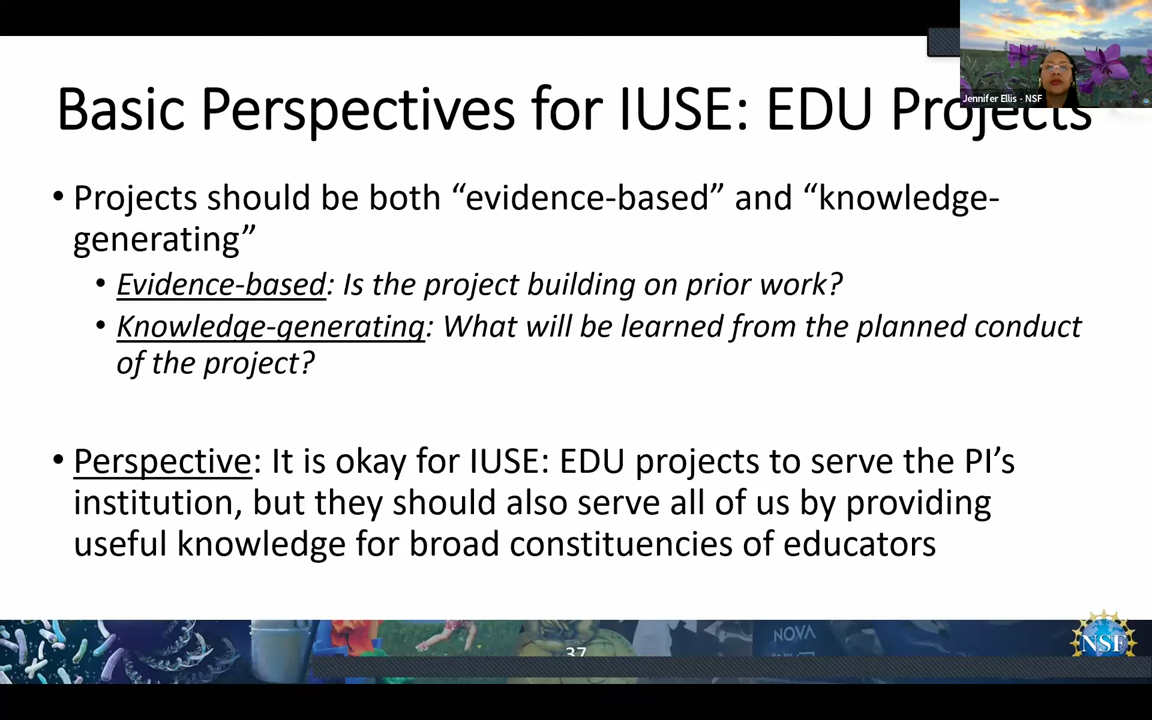 Jennifer Ellis - NSF
Basic Perspectives for IUSE: EDU Projects
• Projects should be both “evidence-based” and “knowledge-
generating”
• Evidence-based: Is the project building on prior work?
• Knowledge-generating: What will be learned from the planned conduct
of the project?
• Perspective: It is okay for IUSE: EDU projects to serve the PI’s
institution, but they should also serve all of us by providing
useful knowledge for broad constituencies of educators
NOVA
37
NSF